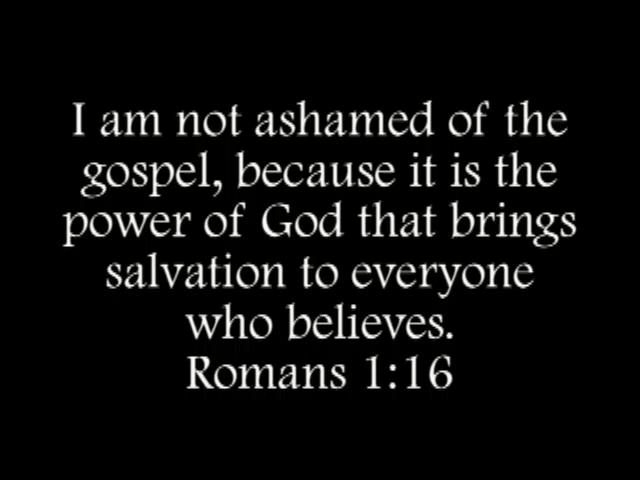 I am not ashamed of the
gospel, because it is the
power of God that brings
salvation to everyone
who believes.
Romans 1:16